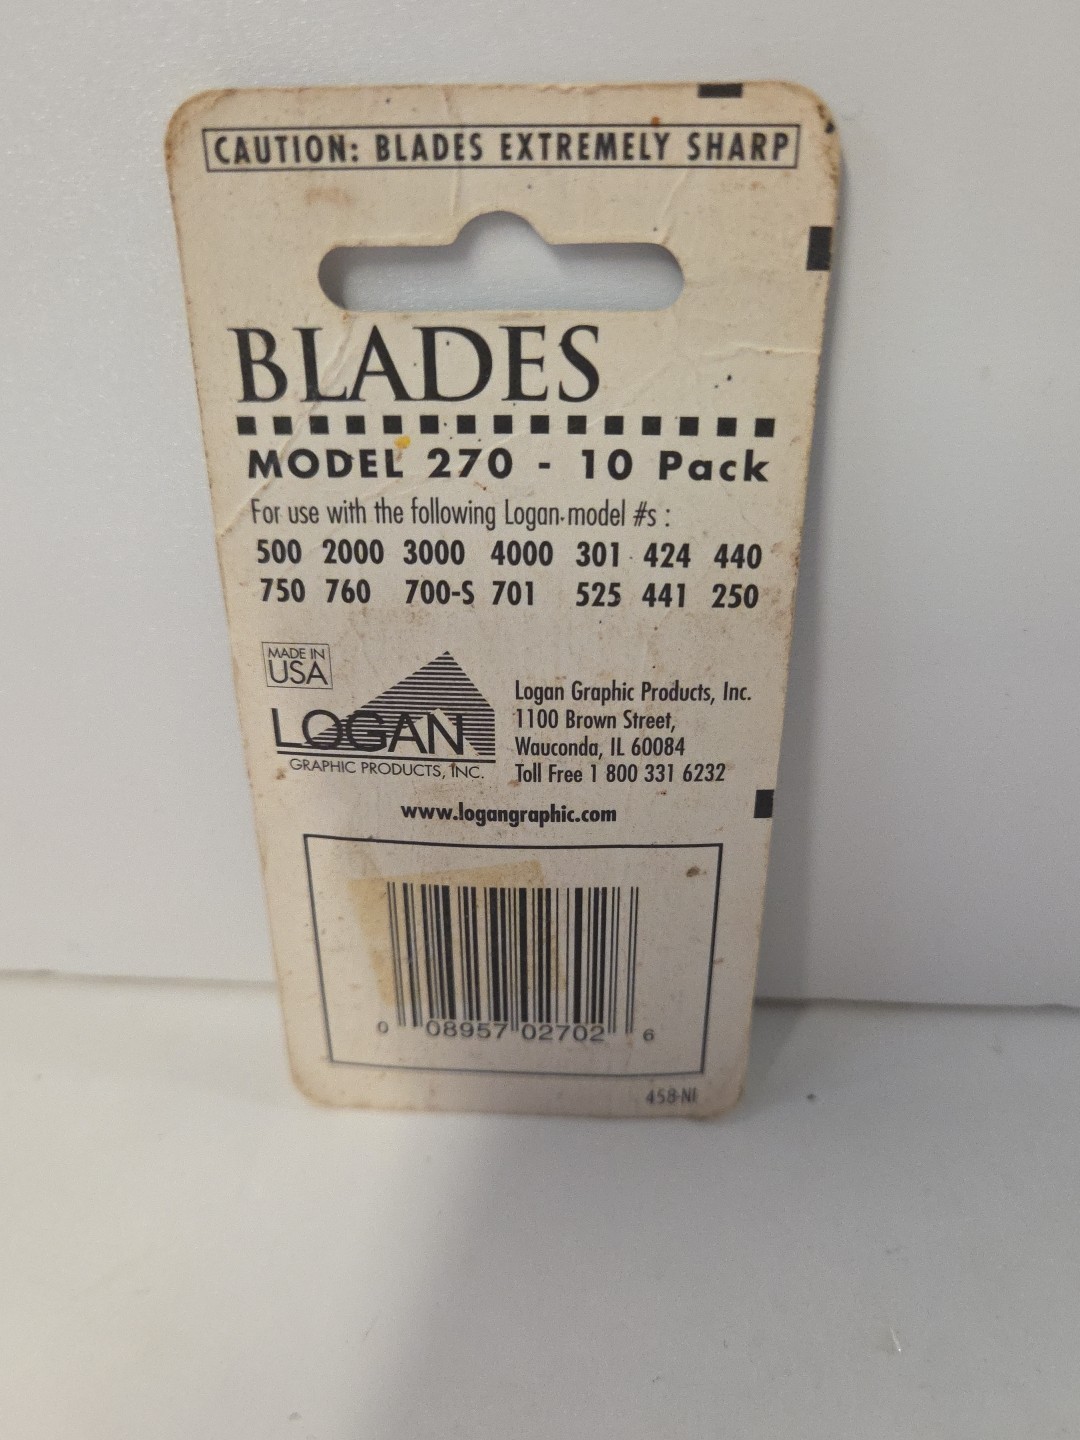 CAUTION: BLADES EXTREMELY SHARP
BLADES
MODEL 270 - 10 Pack
For use with the following Logan model #s :
500 2000 3000 4000 301 424 440
750 760 700-S 701 525 441 250
MADE IN
USA
LOGAN
GRAPHIC PRODUCTS, INC.
Logan Graphic Products, Inc.
1100 Brown Street,
Wauconda, IL 60084
Toll Free 1 800 331 6232
www.logangraphic.com
0 08957 02702 6
458-NI